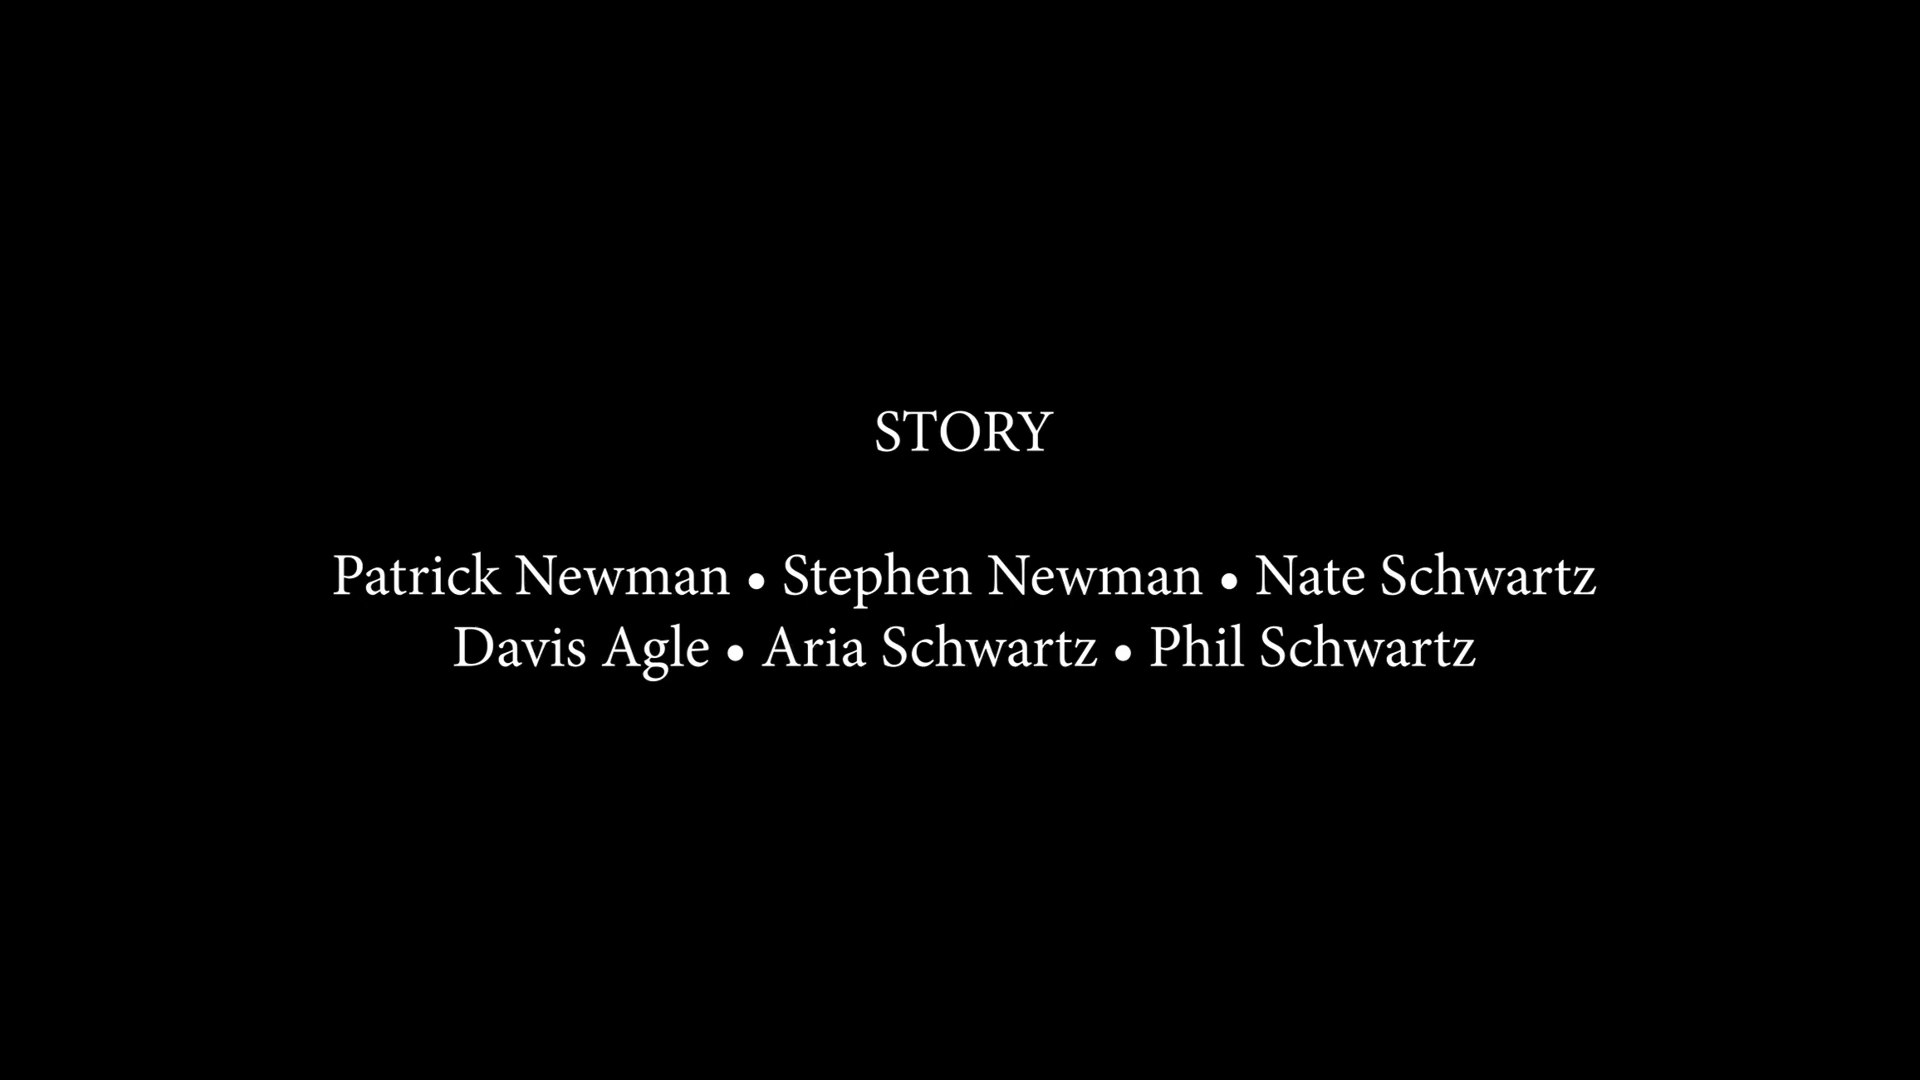 STORY
Patrick Newman • Stephen Newman • Nate Schwartz
Davis Agle • Aria Schwartz • Phil Schwartz